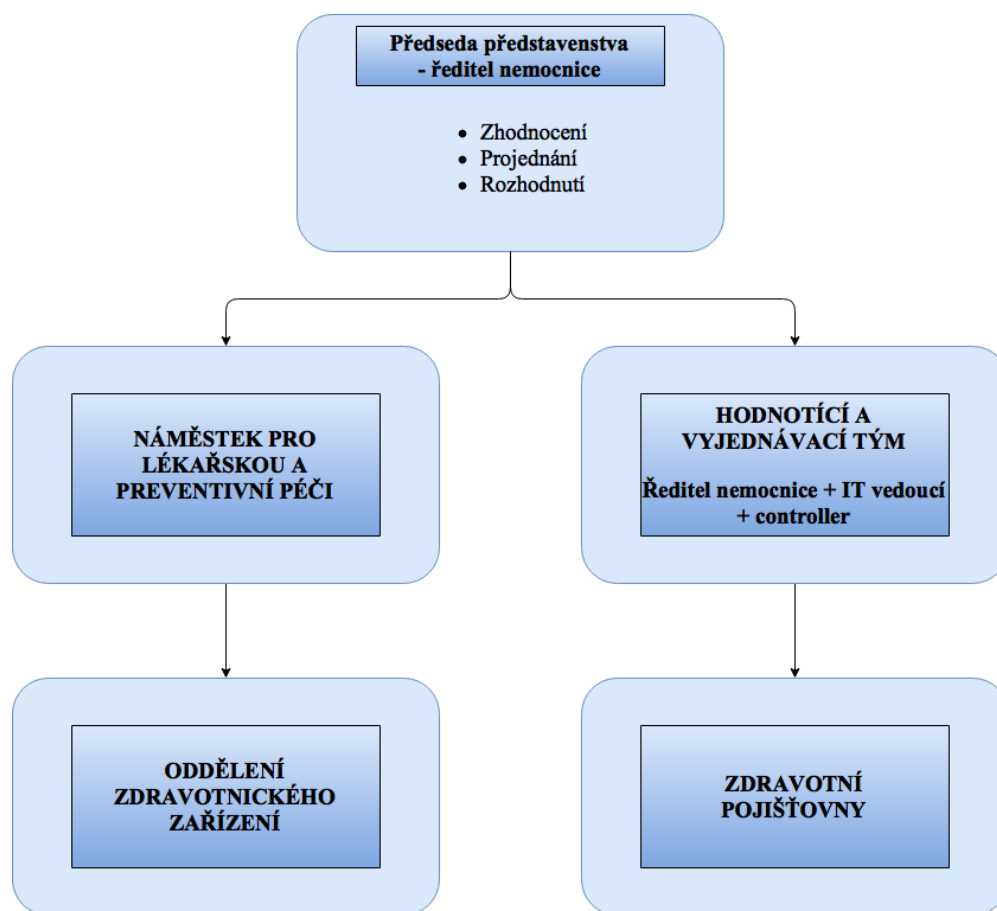 Předseda představenstva
- ředitel nemocnice
• Zhodnocení
• Projednání
• Rozhodnutí
NÁMĚSTEK PRO
LÉKAŘSKOU A
PREVENTIVNÍ PÉČI
HODNOTÍCÍ A
VYJEDNÁVACÍ TÝM
Ředitel nemocnice + IT vedoucí
+ controller
ODDĚLENÍ
ZDRAVOTNICKÉHO
ZAŘÍZENÍ
ZDRAVOTNÍ
POJIŠŤOVNY